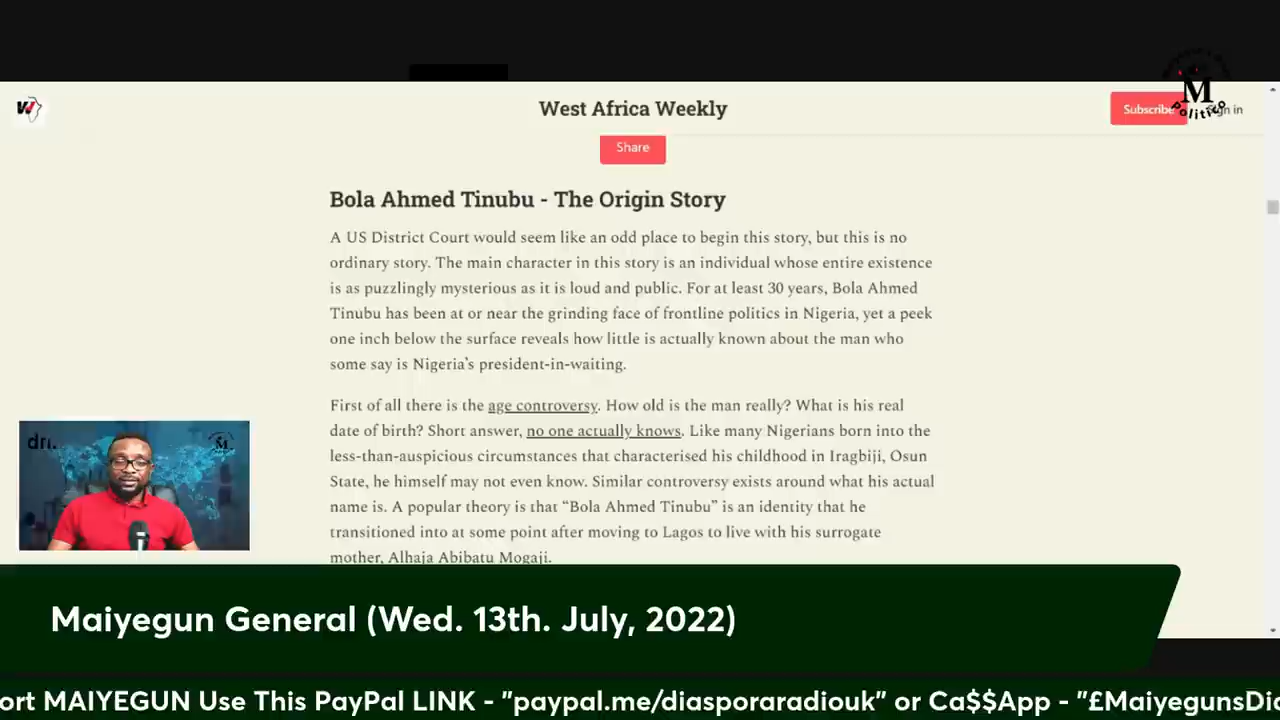 West Africa Weekly
Subscribe
Sign in
M
Politico
Share
Bola Ahmed Tinubu - The Origin Story
A US District Court would seem like an odd place to begin this story, but this is no
ordinary story. The main character in this story is an individual whose entire existence
is as puzzlingly mysterious as it is loud and public. For at least 30 years, Bola Ahmed
Tinubu has been at or near the grinding face of frontline politics in Nigeria, yet a peek
one inch below the surface reveals how little is actually known about the man who
some say is Nigeria’s president-in-waiting.
First of all there is the age controversy. How old is the man really? What is his real
date of birth? Short answer, no one actually knows. Like many Nigerians born into the
less-than-auspicious circumstances that characterised his childhood in Iragbiji, Osun
State, he himself may not even know. Similar controversy exists around what his actual
name is. A popular theory is that “Bola Ahmed Tinubu” is an identity that he
transitioned into at some point after moving to Lagos to live with his surrogate
mother, Alhaja Abibatu Mogaji.
Maiyegun General (Wed. 13th. July, 2022)
ort MAIYEGUN Use This PayPal LINK - "paypal.me/diasporaradiouk" or Ca$$App - "£MaiyegunsDia